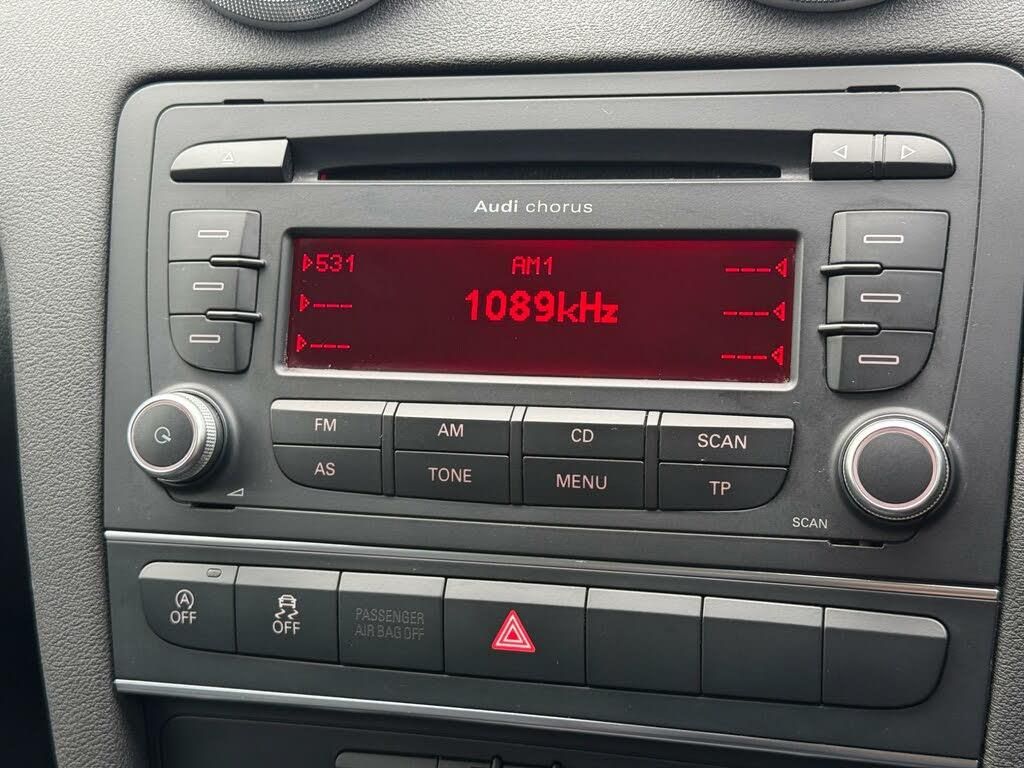 Audi chorus
531
AM1
1089kHz
FM
AM
CD
SCAN
AS
TONE
MENU
TP
SCAN
A
OFF
OFF
PASSENGER
AIR BAG OFF